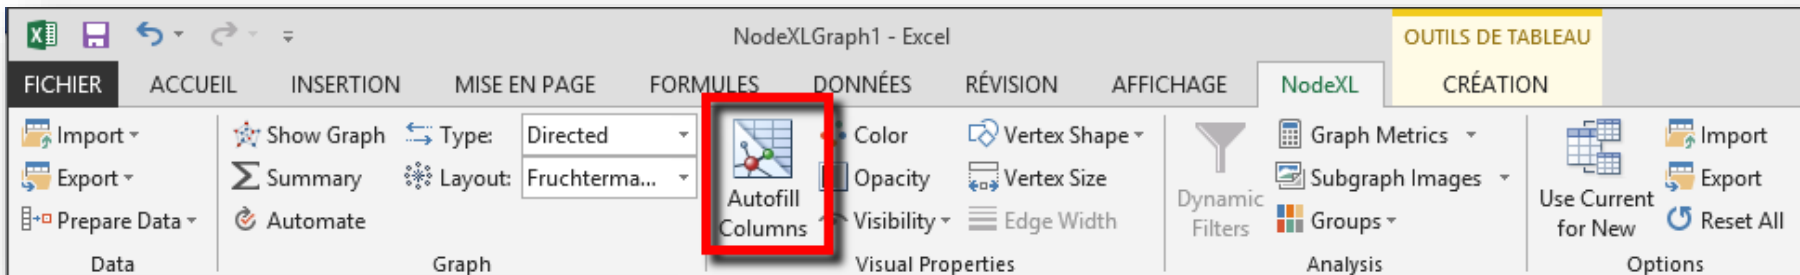 NodeXLGraph1 - Excel
OUTILS DE TABLEAU
FICHIER ACCUEIL INSERTION MISE EN PAGE FORMULES DONNÉES RÉVISION AFFICHAGE NodeXL CRÉATION
Import Show Graph Type: Directed Color Vertex Shape Graph Metrics Import
Export Summary Layout: Fruchterma... Autofill Opacity Vertex Size Dynamic Subgraph Images Use Current Export
Prepare Data Automate Columns Visibility Edge Width Filters Groups for New Reset All
Data Graph Visual Properties Analysis Options